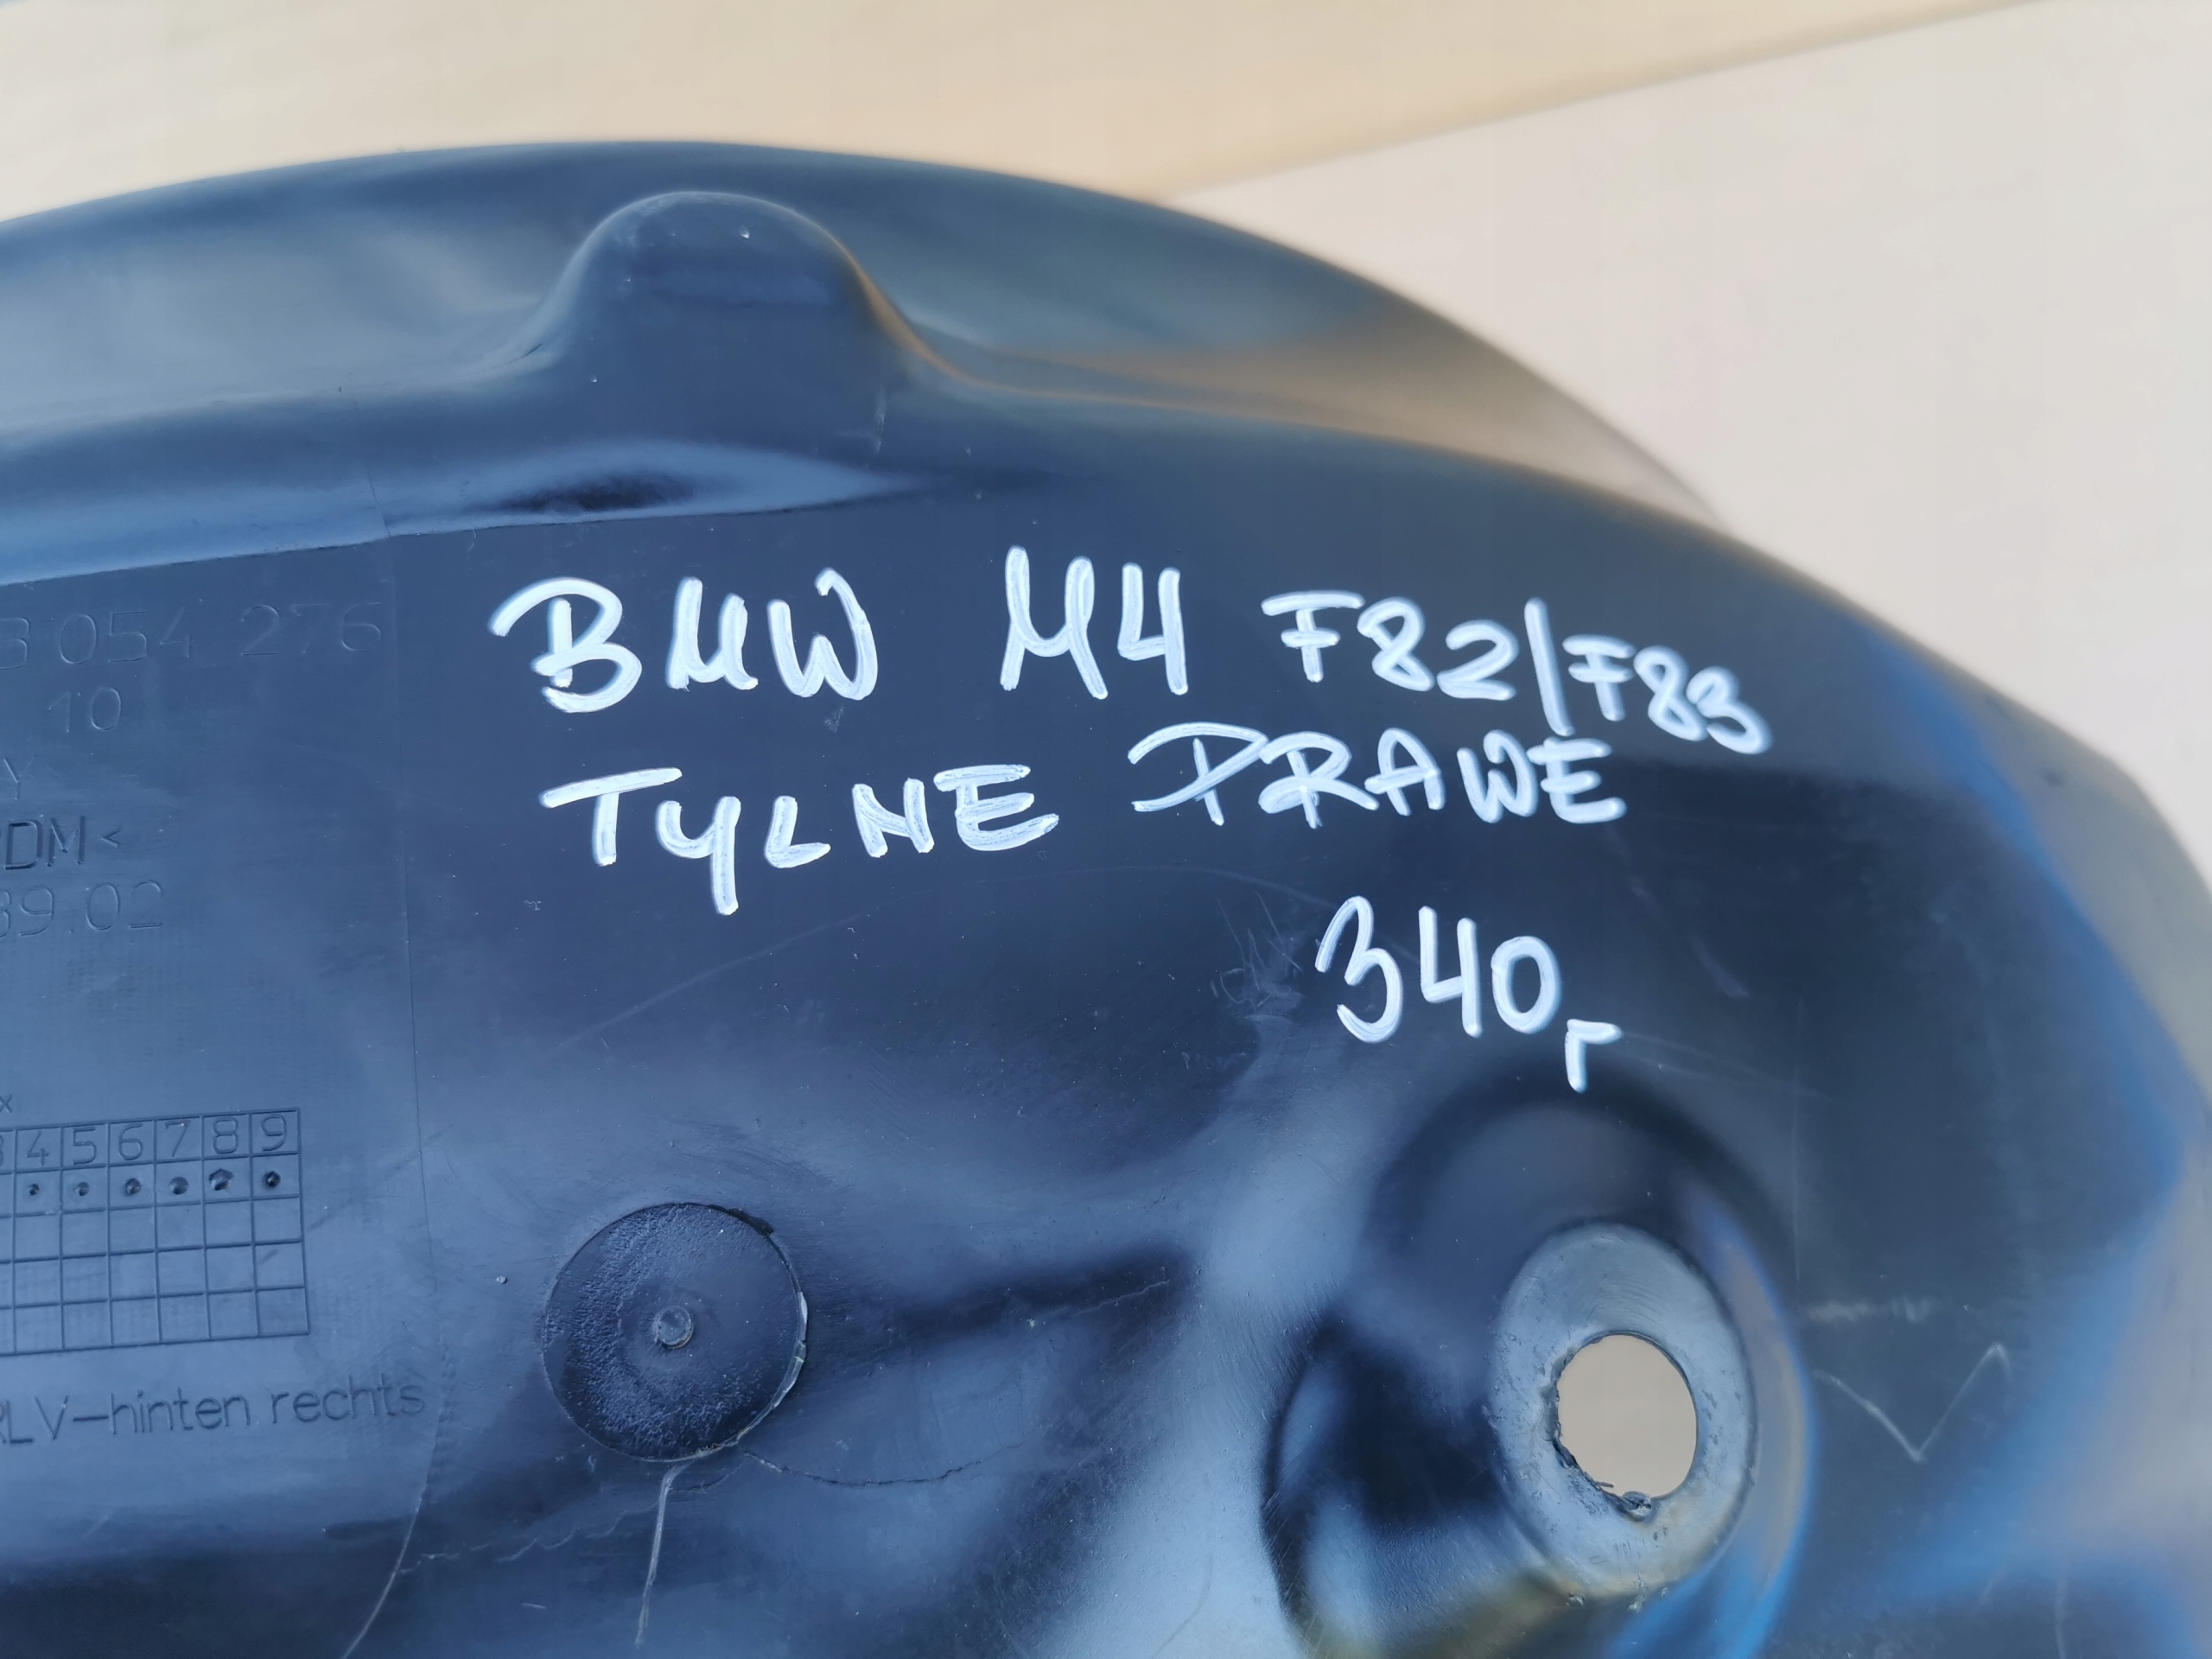 BMW M4 F82/F83
TYLNE PRAWE
340,-
3 054 276
10
Y
DM<
39.02
x
3 4 5 6 7 8 9
RLV-hinten rechts